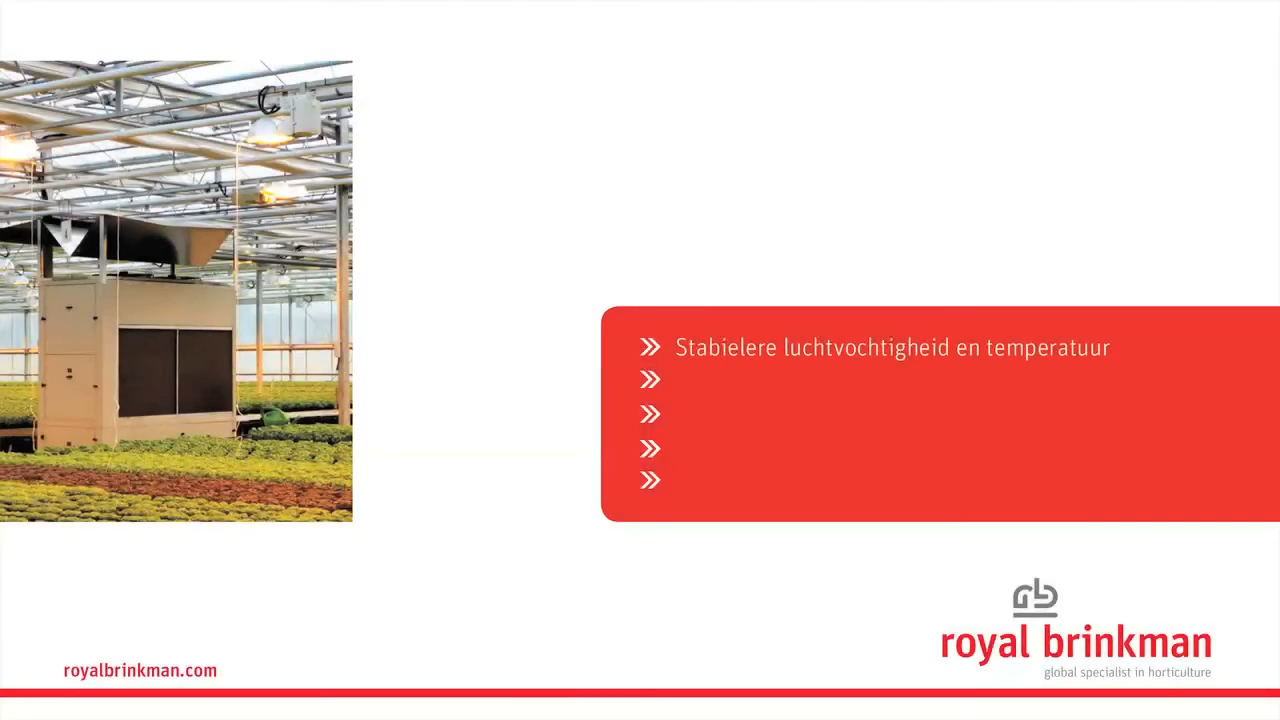 Stabielere luchtvochtigheid en temperatuur
royal brinkman
global specialist in horticulture
royalbrinkman.com